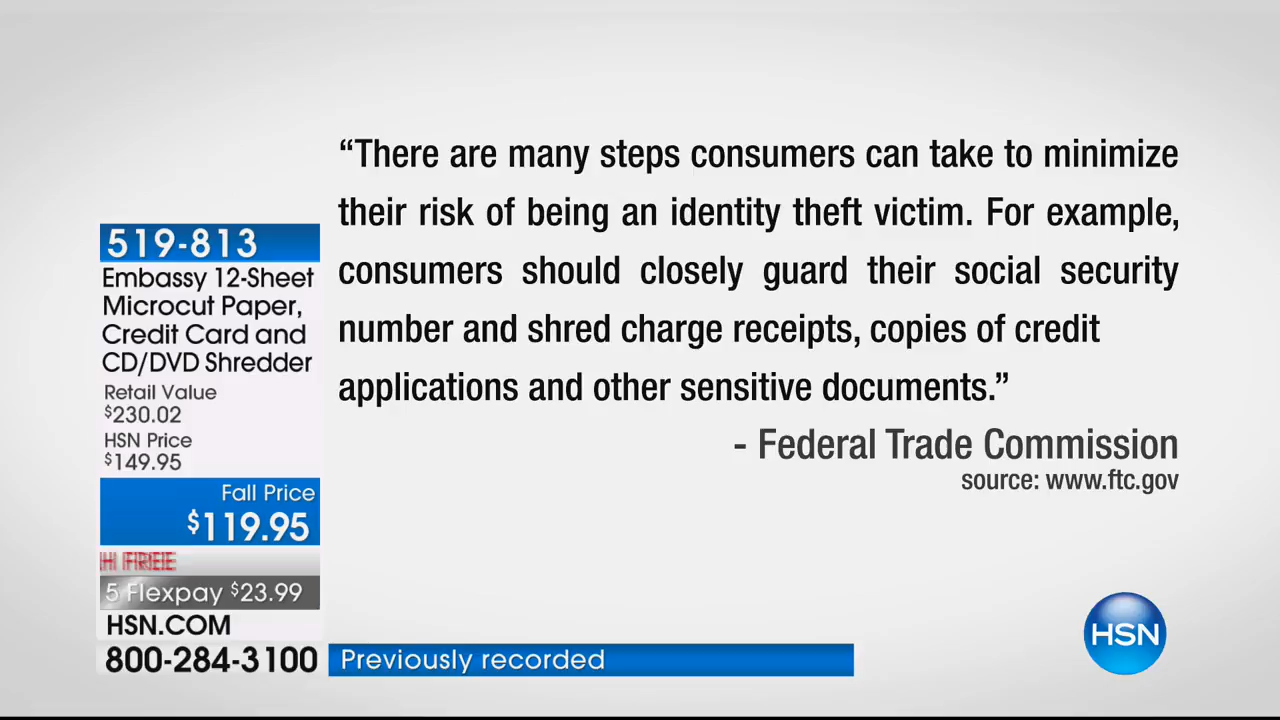 “There are many steps consumers can take to minimize
their risk of being an identity theft victim. For example,
consumers should closely guard their social security
number and shred charge receipts, copies of credit
applications and other sensitive documents.”
- Federal Trade Commission
source: www.ftc.gov
519-813
Embassy 12-Sheet
Microcut Paper,
Credit Card and
CD/DVD Shredder
Retail Value
$230.02
HSN Price
$149.95
Fall Price
$119.95
FREE
5 Flexpay $23.99
HSN.COM
800-284-3100
Previously recorded
HSN